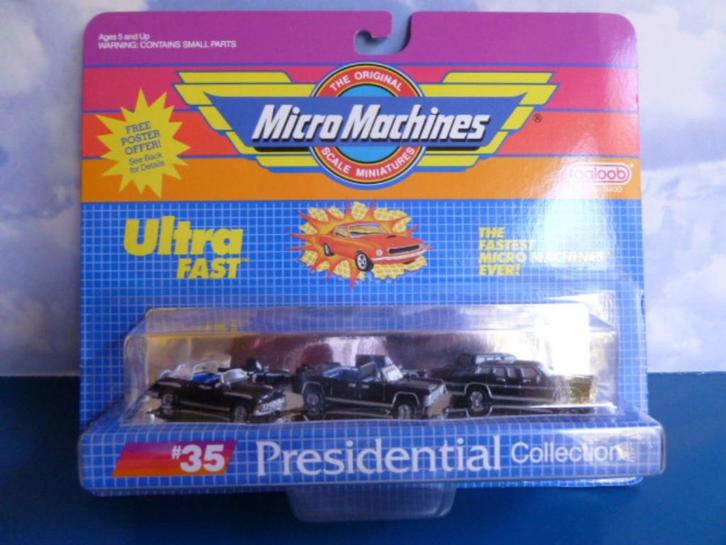 Ages 5 and Up
WARNING: CONTAINS SMALL PARTS
THE ORIGINAL
Micro Machines
®
SCALE MINIATURES
FREE
POSTER
OFFER!
See Back
for Details
galoob
Ultra
FAST™
THE
FASTEST
MICRO MACHINES
EVER!
#35 Presidential Collection